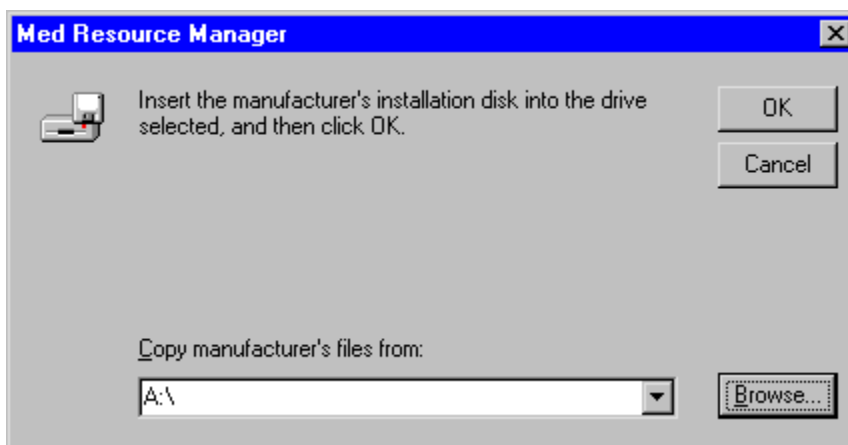 Med Resource Manager
Insert the manufacturer's installation disk into the drive
selected, and then click OK.
OK
Cancel
Copy manufacturer's files from:
A:\
Browse...